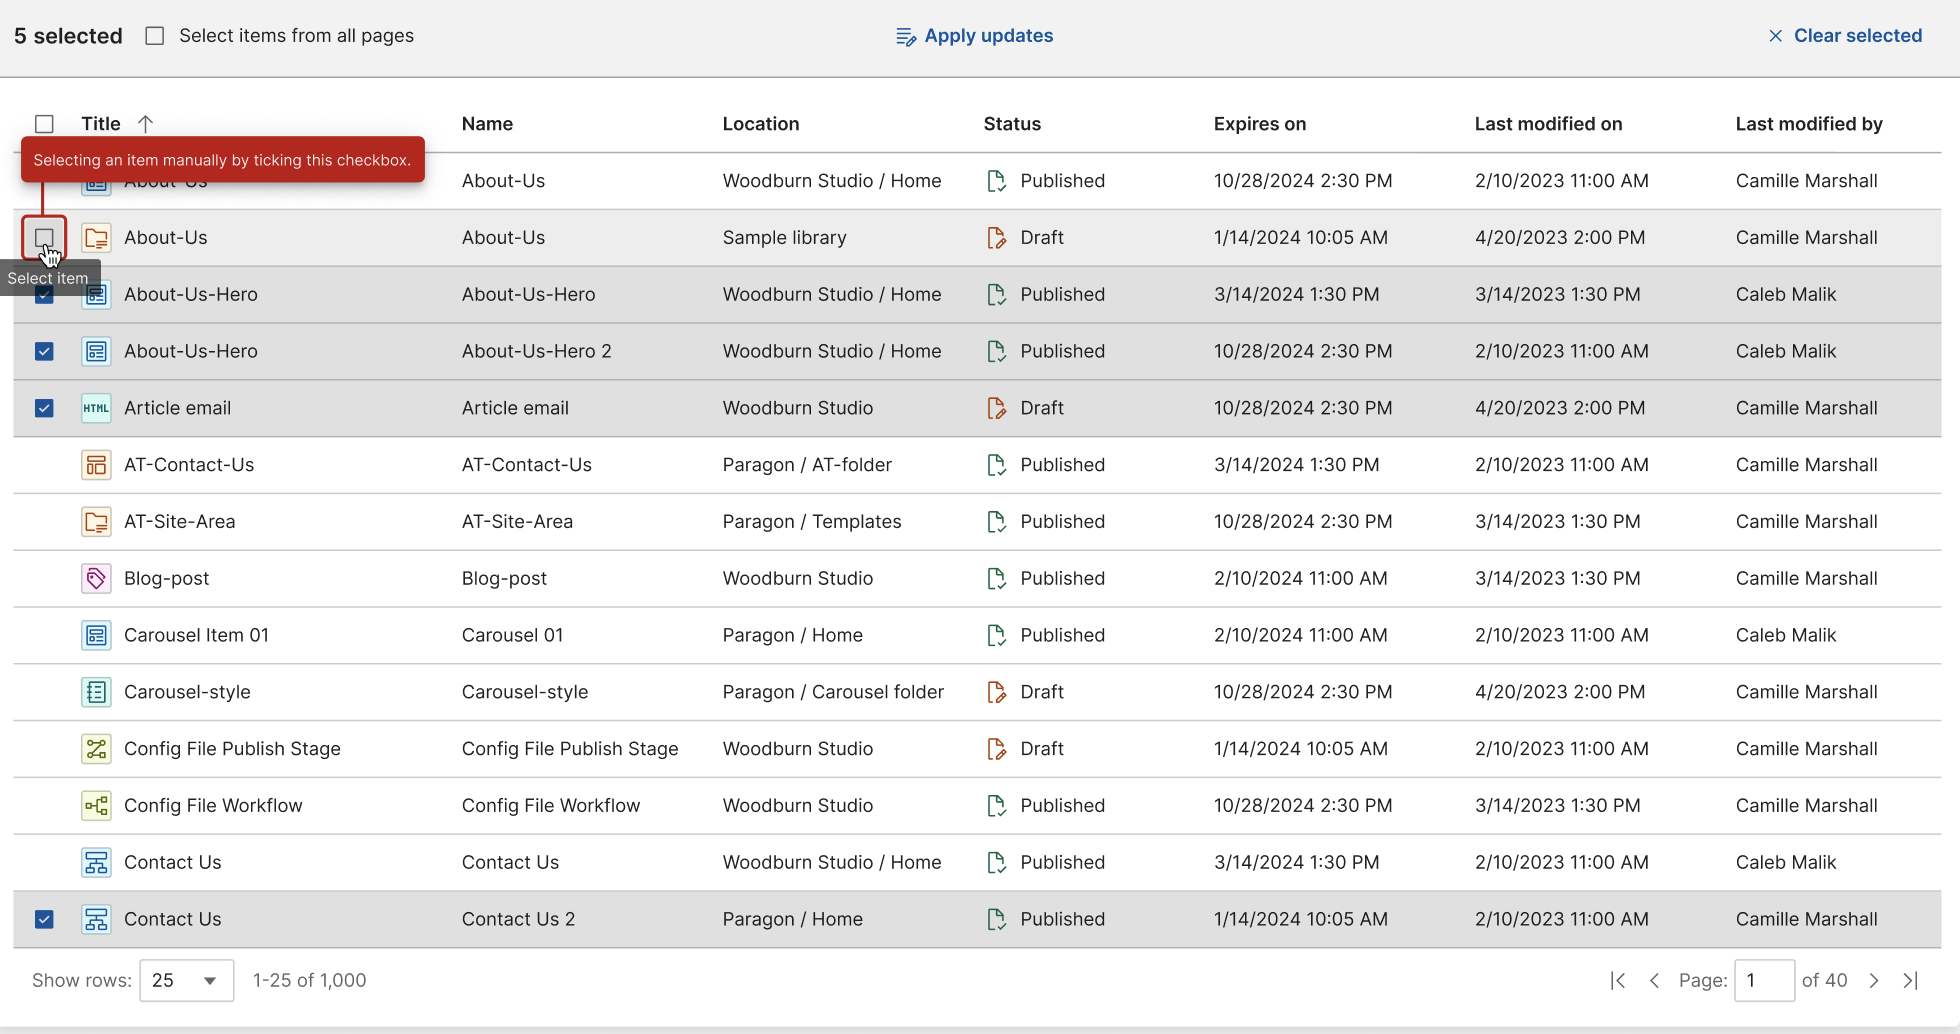 5 selected Select items from all pages Apply updates Clear selected
Title Name Location Status Expires on Last modified on Last modified by
Selecting an item manually by ticking this checkbox.
About-Us About-Us Woodburn Studio / Home Published 10/28/2024 2:30 PM 2/10/2023 11:00 AM Camille Marshall
About-Us About-Us Sample library Draft 1/14/2024 10:05 AM 4/20/2023 2:00 PM Camille Marshall
Select item
About-Us-Hero About-Us-Hero Woodburn Studio / Home Published 3/14/2024 1:30 PM 3/14/2023 1:30 PM Caleb Malik
About-Us-Hero About-Us-Hero 2 Woodburn Studio / Home Published 10/28/2024 2:30 PM 2/10/2023 11:00 AM Caleb Malik
HTML Article email Article email Woodburn Studio Draft 10/28/2024 2:30 PM 4/20/2023 2:00 PM Camille Marshall
AT-Contact-Us AT-Contact-Us Paragon / AT-folder Published 3/14/2024 1:30 PM 2/10/2023 11:00 AM Camille Marshall
AT-Site-Area AT-Site-Area Paragon / Templates Published 10/28/2024 2:30 PM 3/14/2023 1:30 PM Camille Marshall
Blog-post Blog-post Woodburn Studio Published 2/10/2024 11:00 AM 3/14/2023 1:30 PM Camille Marshall
Carousel Item 01 Carousel 01 Paragon / Home Published 2/10/2024 11:00 AM 2/10/2023 11:00 AM Caleb Malik
Carousel-style Carousel-style Paragon / Carousel folder Draft 10/28/2024 2:30 PM 4/20/2023 2:00 PM Camille Marshall
Config File Publish Stage Config File Publish Stage Woodburn Studio Draft 1/14/2024 10:05 AM 2/10/2023 11:00 AM Camille Marshall
Config File Workflow Config File Workflow Woodburn Studio Published 10/28/2024 2:30 PM 3/14/2023 1:30 PM Camille Marshall
Contact Us Contact Us Woodburn Studio / Home Published 3/14/2024 1:30 PM 2/10/2023 11:00 AM Caleb Malik
Contact Us Contact Us 2 Paragon / Home Published 1/14/2024 10:05 AM 2/10/2023 11:00 AM Camille Marshall
Show rows: 25 1-25 of 1,000 Page: 1 of 40